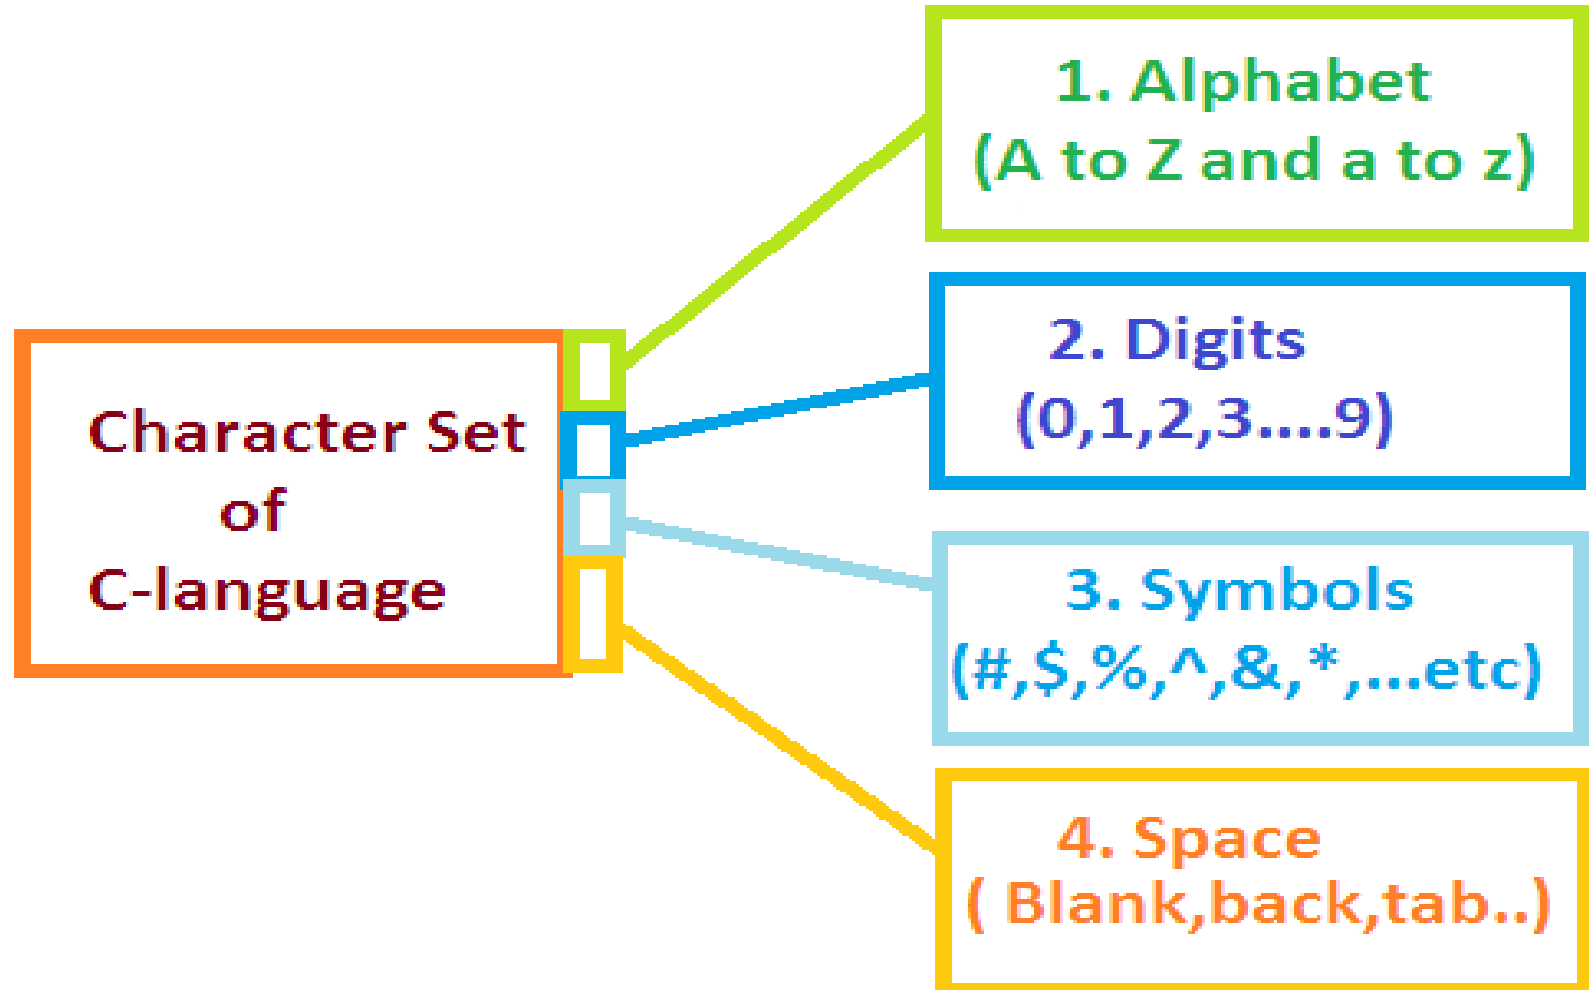 Character Set
of
C-language
1. Alphabet
(A to Z and a to z)
2. Digits
(0,1,2,3....9)
3. Symbols
(#,$,%,^,&,*,...etc)
4. Space
( Blank,back,tab..)